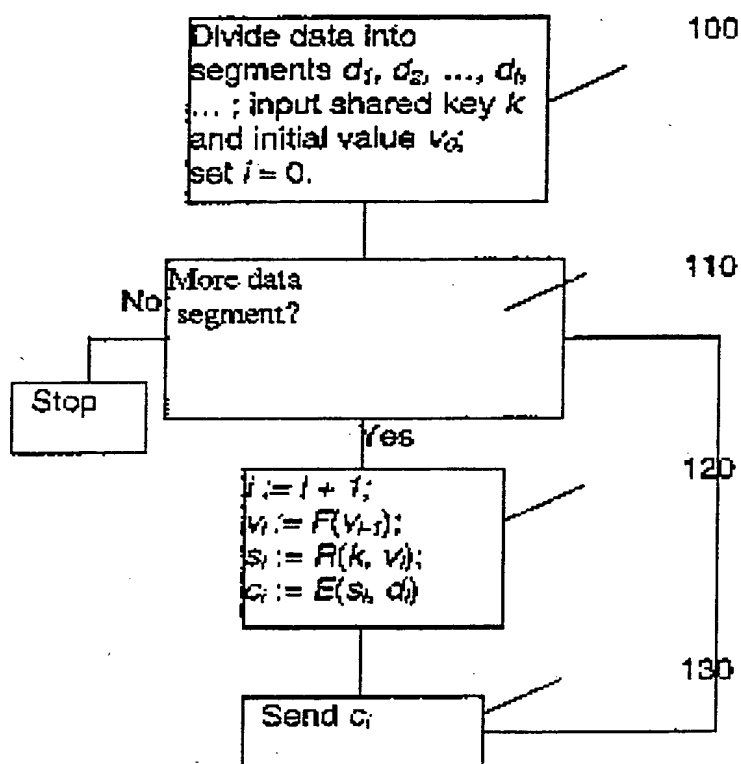 Divide data into
100
segments d₁, d₂, ..., dᵢ,
... ; input shared key k
and initial value v₀;
set i = 0.
More data
110
segment?
No
Stop
Yes
i := i + 1;
120
vᵢ := F(vᵢ₋₁);
sᵢ := R(k, vᵢ);
cᵢ := E(sᵢ, dᵢ)
130
Send cᵢ